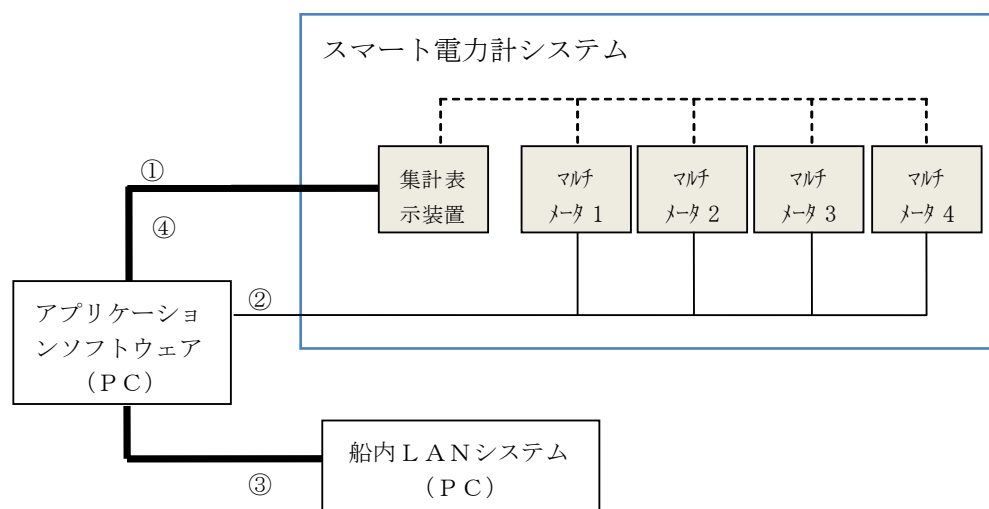 スマート電力計システム
①
④
集計表
示装置
マルチ
メータ 1
マルチ
メータ 2
マルチ
メータ 3
マルチ
メータ 4
②
アプリケーショ
ンソフトウェア
(PC)
船内LANシステム
(PC)
③